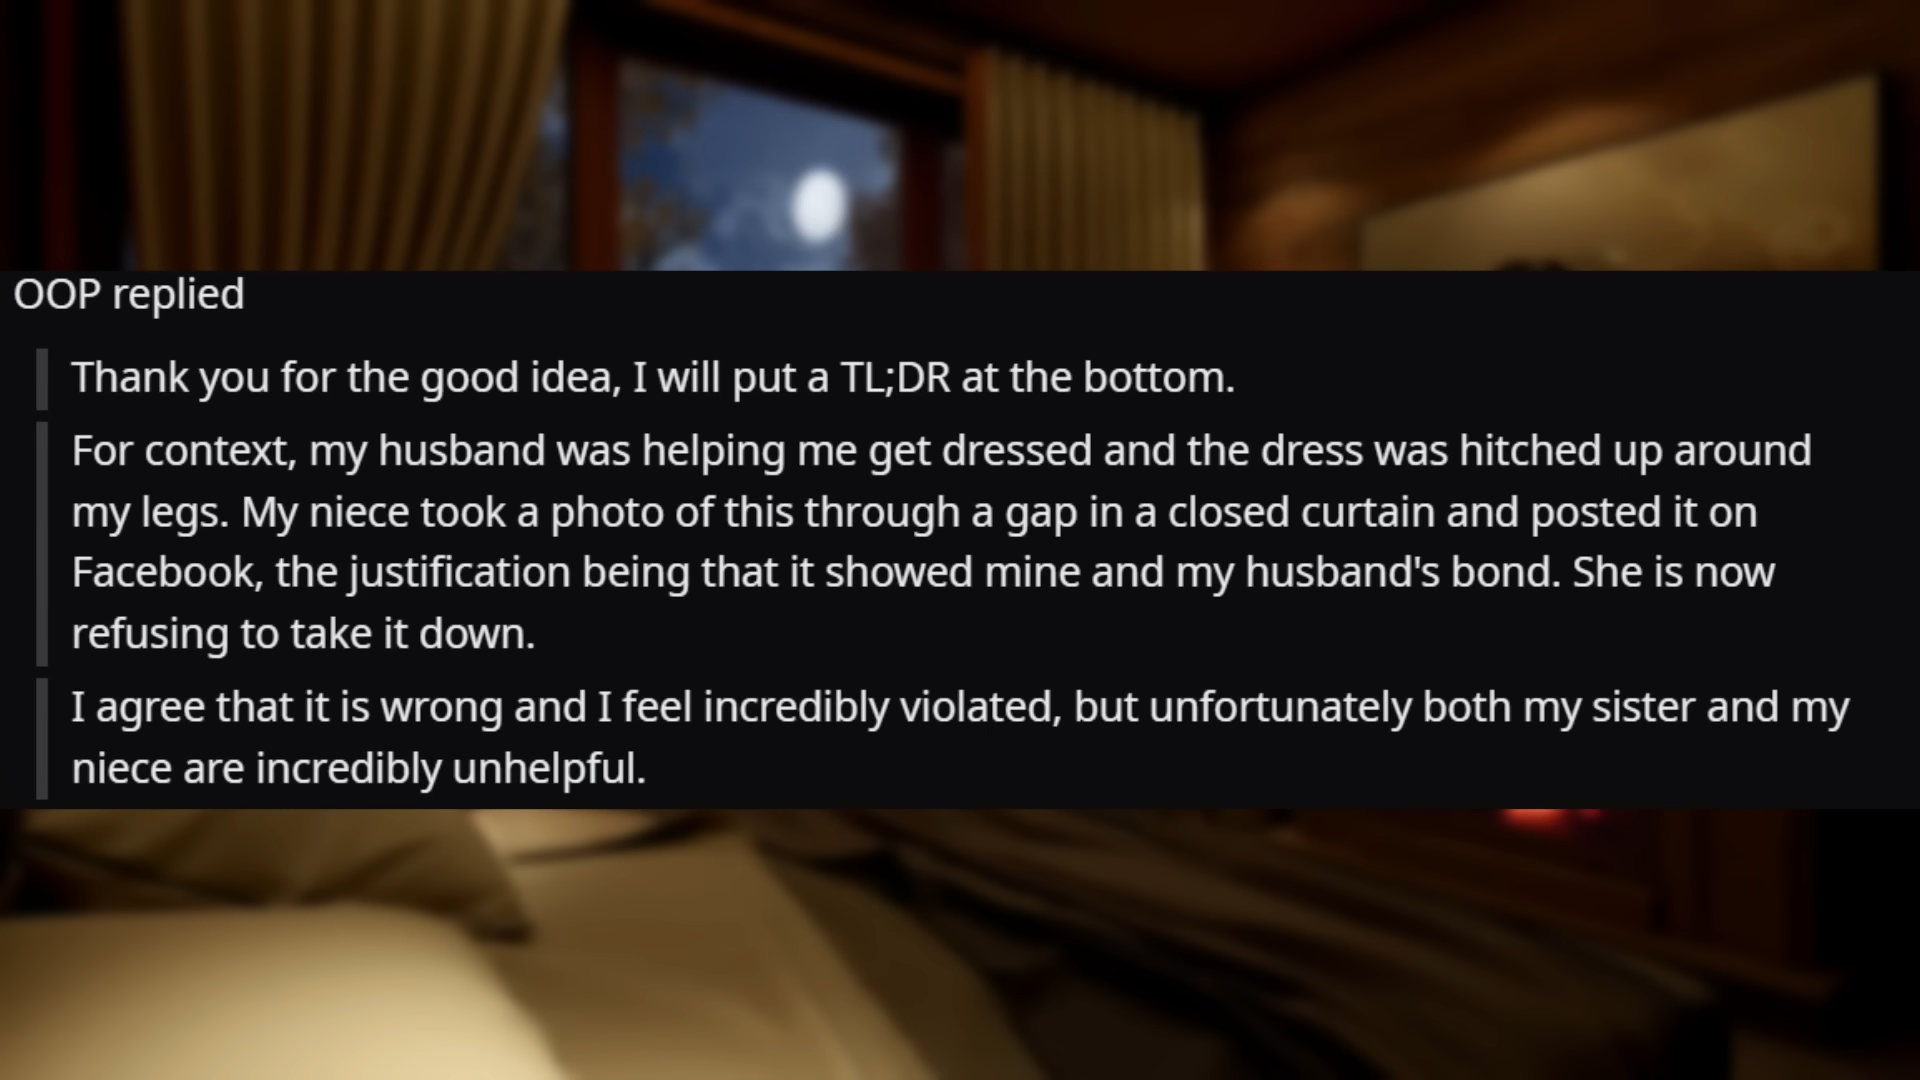 OOP replied
Thank you for the good idea, I will put a TL;DR at the bottom.
For context, my husband was helping me get dressed and the dress was hitched up around
my legs. My niece took a photo of this through a gap in a closed curtain and posted it on
Facebook, the justification being that it showed mine and my husband's bond. She is now
refusing to take it down.
I agree that it is wrong and I feel incredibly violated, but unfortunately both my sister and my
niece are incredibly unhelpful.